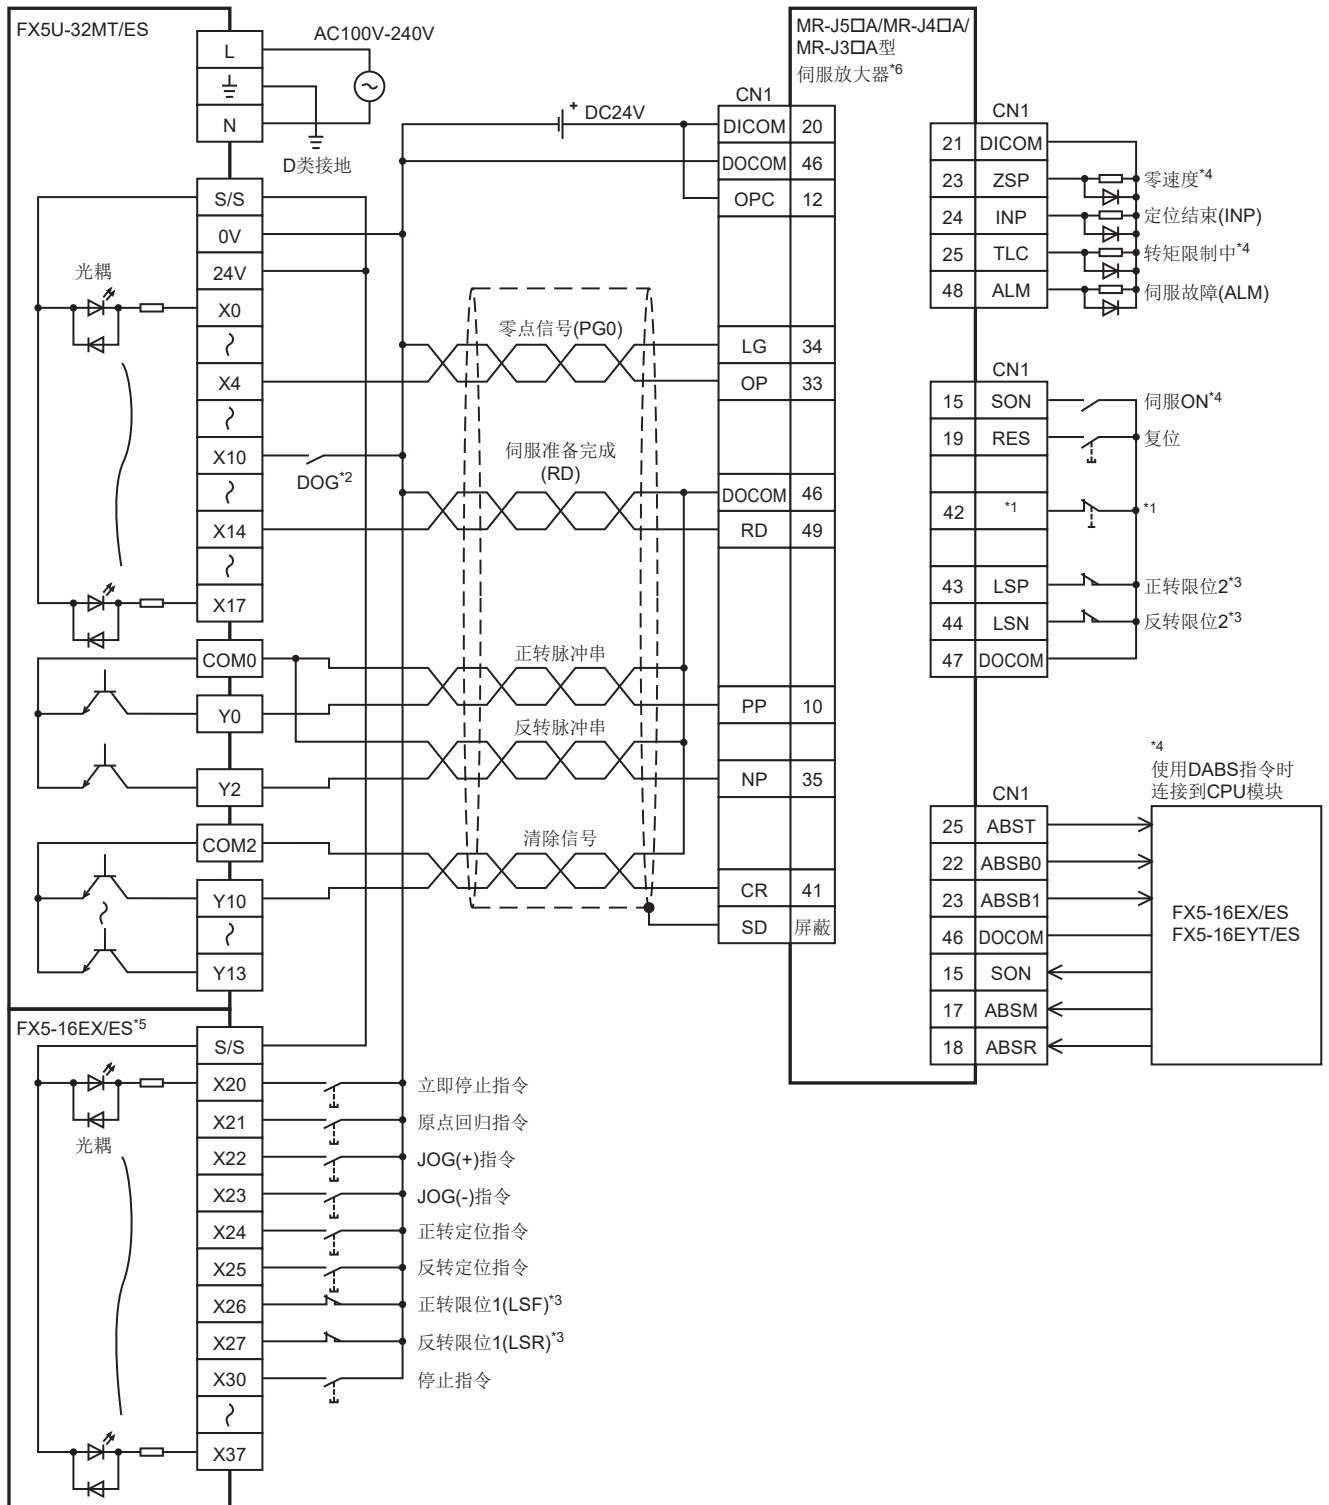 FX5U-32MT/ES
L
N
AC100V-240V
D类接地
S/S
0V
24V
X0
X4
X10
X14
X17
COM0
Y0
Y2
COM2
Y10
Y13
光耦
DOG*2
FX5-16EX/ES*5
S/S
X20
X21
X22
X23
X24
X25
X26
X27
X30
X37
光耦
立即停止指令
原点回归指令
JOG(+)指令
JOG(-)指令
正转定位指令
反转定位指令
正转限位1(LSF)*3
反转限位1(LSR)*3
停止指令
+ DC24V
零点信号(PG0)
伺服准备完成
(RD)
正转脉冲串
反转脉冲串
清除信号
MR-J5□A/MR-J4□A/
MR-J3□A型
伺服放大器*6
CN1
DICOM 20
DOCOM 46
OPC 12
LG 34
OP 33
DOCOM 46
RD 49
PP 10
NP 35
CR 41
SD 屏蔽
CN1
21 DICOM
23 ZSP 零速度*4
24 INP 定位结束(INP)
25 TLC 转矩限制中*4
48 ALM 伺服故障(ALM)
CN1
15 SON 伺服ON*4
19 RES 复位
42 *1 *1
43 LSP 正转限位2*3
44 LSN 反转限位2*3
47 DOCOM
*4
使用DABS指令时
连接到CPU模块
CN1
25 ABST
22 ABSB0
23 ABSB1
46 DOCOM
15 SON
17 ABSM
18 ABSR
FX5-16EX/ES
FX5-16EYT/ES